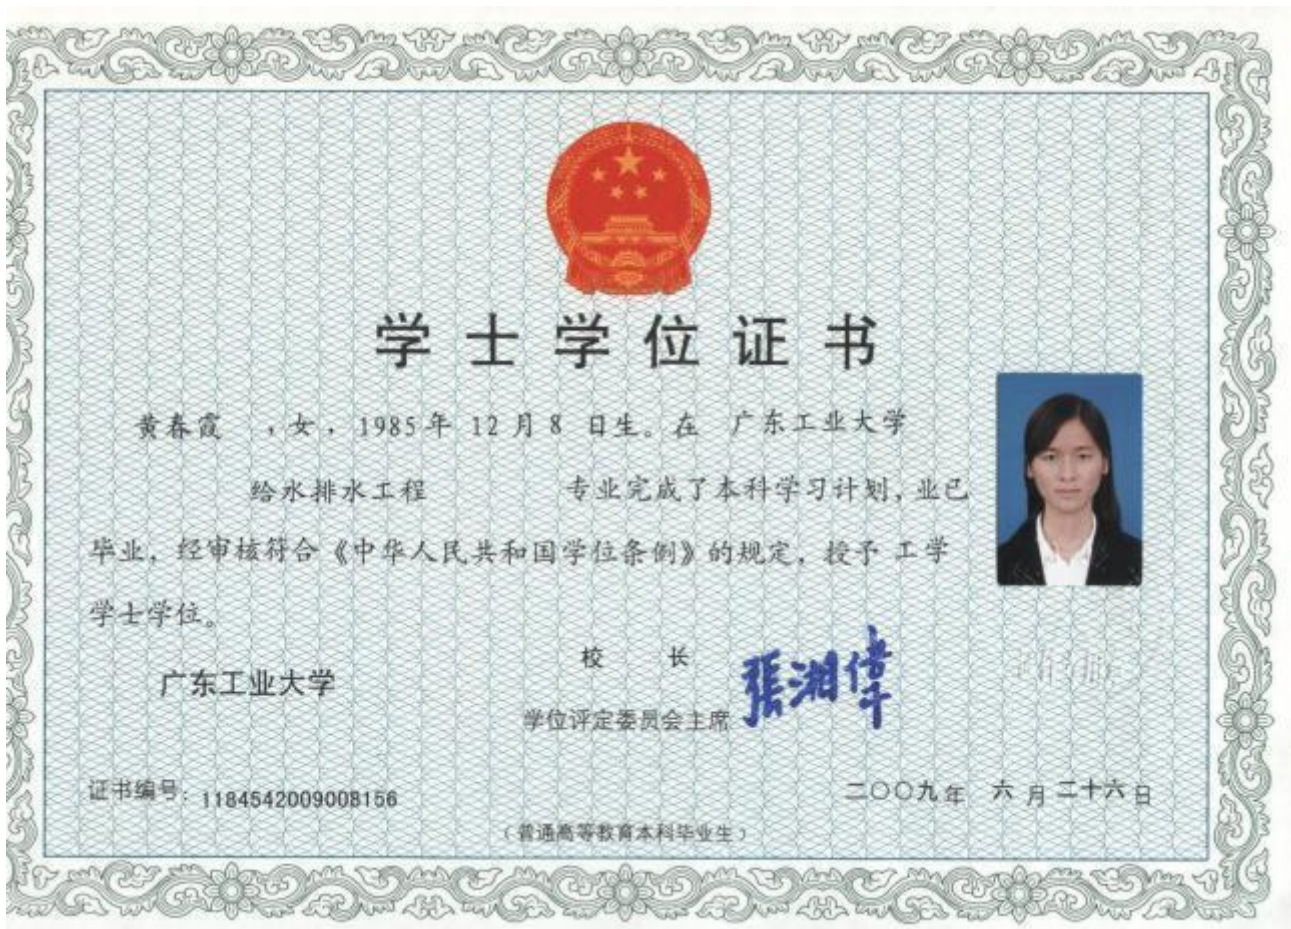 学士学位证书
黄春霞 ，女，1985年 12月8 日生。在 广东工业大学
给水排水工程 专业完成了本科学习计划，业已
毕业，经审核符合《中华人民共和国学位条例》的规定，授予 工学
学士学位。
校 长 張湘偉
广东工业大学
学位评定委员会主席
证书编号：1184542009008156
二〇〇九年 六月二十六日
（普通高等教育本科毕业生）